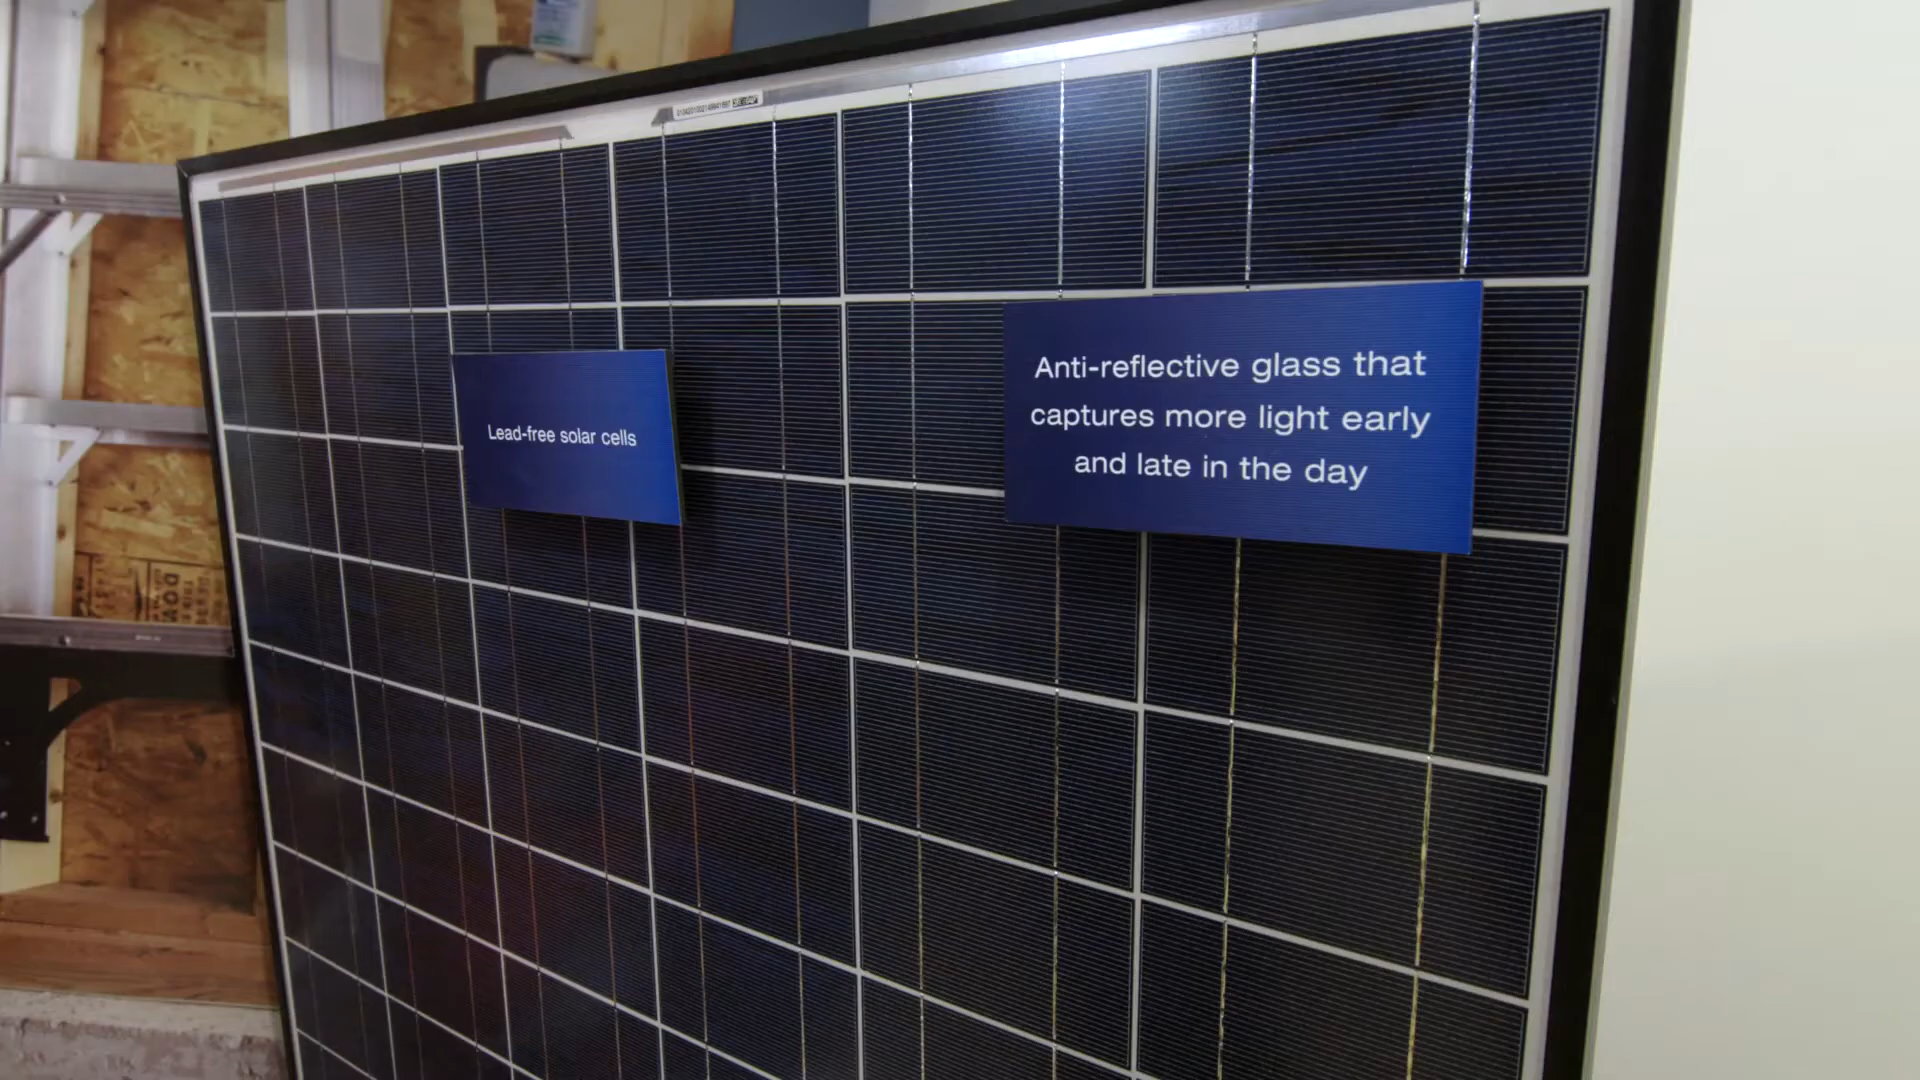 Lead-free solar cells
Anti-reflective glass that
captures more light early
and late in the day